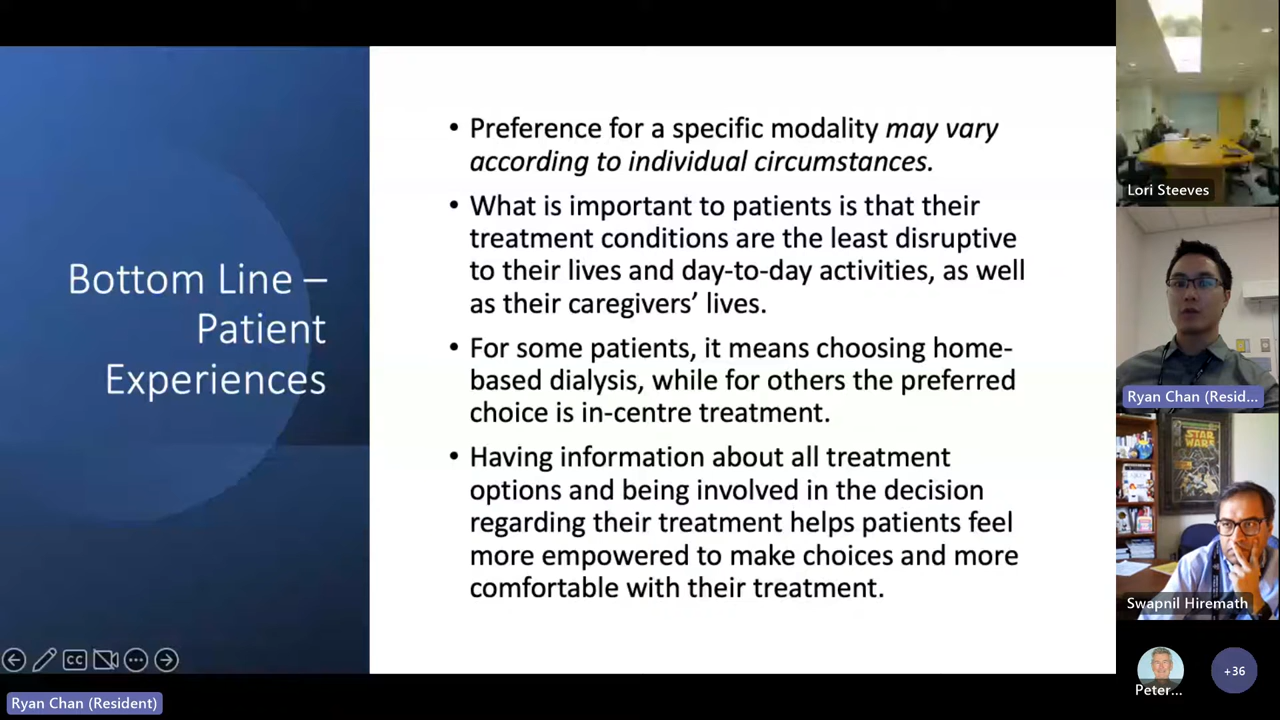 Bottom Line –
Patient
Experiences
• Preference for a specific modality may vary
according to individual circumstances.
• What is important to patients is that their
treatment conditions are the least disruptive
to their lives and day-to-day activities, as well
as their caregivers’ lives.
• For some patients, it means choosing home-
based dialysis, while for others the preferred
choice is in-centre treatment.
• Having information about all treatment
options and being involved in the decision
regarding their treatment helps patients feel
more empowered to make choices and more
comfortable with their treatment.
CC
Ryan Chan (Resident)
Lori Steeves
Ryan Chan (Resid...
STAR
WARS
Swapnil Hiremath
Peter...
+36